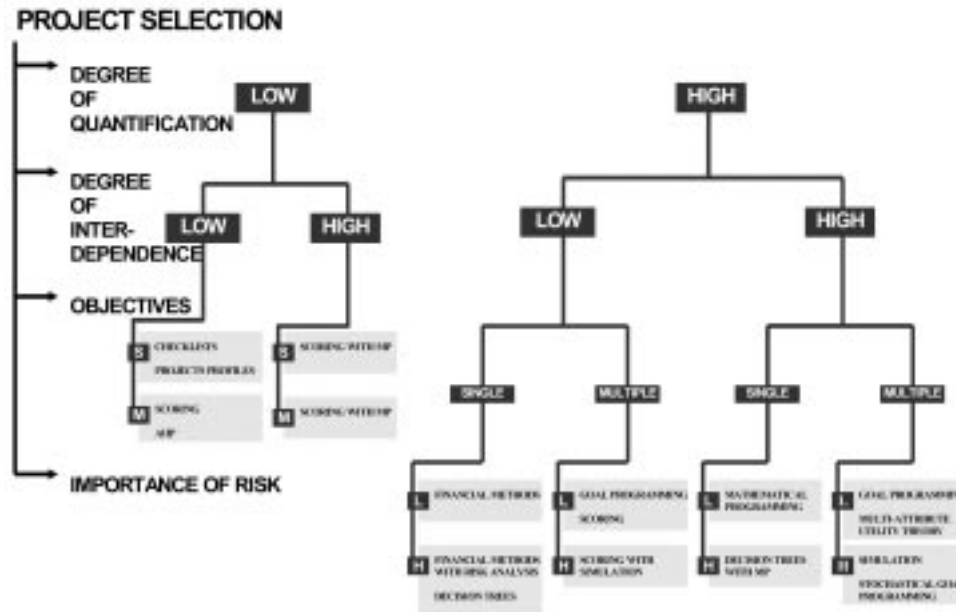 PROJECT SELECTION
DEGREE
OF
QUANTIFICATION
LOW
HIGH
DEGREE
OF
INTER-
DEPENDENCE
LOW
HIGH
LOW
HIGH
OBJECTIVES
S
CHECKLISTS
PROJECTS PROFILES
S
SCORING WITH MP
M
SCORING
AHP
M
SCORING WITH MP
SINGLE
MULTIPLE
SINGLE
MULTIPLE
IMPORTANCE OF RISK
L
FINANCIAL METHODS
L
GOAL PROGRAMMING
SCORING
L
MATHEMATICAL
PROGRAMMING
L
GOAL PROGRAMMIN
MULTI-ATTRIBUTE
UTILITY THEORY
H
FINANCIAL METHODS
WITH RISK ANALYSIS
DECISION TREES
H
SCORING WITH
SIMULATION
H
DECISION TREES
WITH MP
H
SIMULATION
STOCHASTICAL GOA
PROGRAMMING